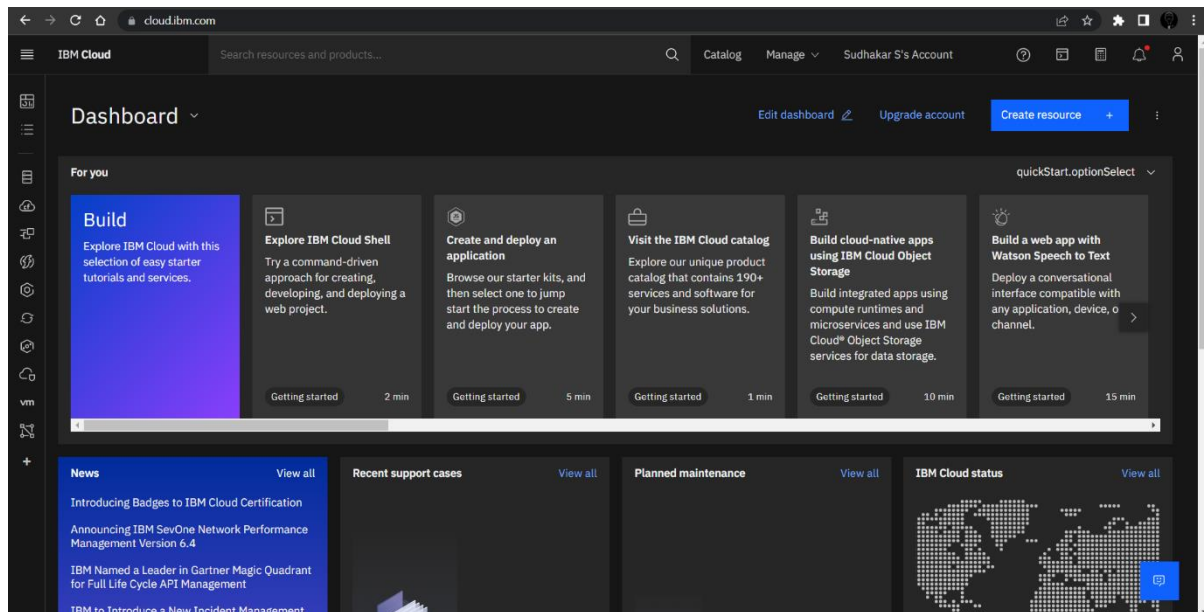 cloud.ibm.com
IBM Cloud
Search resources and products...
Catalog
Manage
Sudhakar S's Account
Dashboard
Edit dashboard
Upgrade account
Create resource +
For you
quickStart.optionSelect
Build
Explore IBM Cloud with this
selection of easy starter
tutorials and services.
Explore IBM Cloud Shell
Try a command-driven
approach for creating,
developing, and deploying a
web project.
Getting started
2 min
Create and deploy an
application
Browse our starter kits, and
then select one to jump
start the process to create
and deploy your app.
Getting started
5 min
Visit the IBM Cloud catalog
Explore our unique product
catalog that contains 190+
services and software for
your business solutions.
Getting started
1 min
Build cloud-native apps
using IBM Cloud Object
Storage
Build integrated apps using
compute runtimes and
microservices and use IBM
Cloud® Object Storage
services for data storage.
Getting started
10 min
Build a web app with
Watson Speech to Text
Deploy a conversational
interface compatible with
any application, device, o
channel.
Getting started
15 min
vm
News
View all
Introducing Badges to IBM Cloud Certification
Announcing IBM SevOne Network Performance
Management Version 6.4
IBM Named a Leader in Gartner Magic Quadrant
for Full Life Cycle API Management
IBM to Introduce a New Incident Management
Recent support cases
View all
Planned maintenance
View all
IBM Cloud status
View all